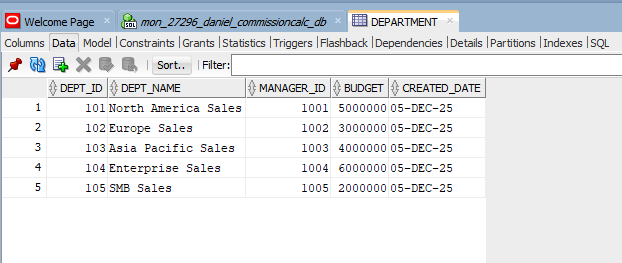 Welcome Page mon_27296_daniel_commissioncalc_db DEPARTMENT
Columns Data Model Constraints Grants Statistics Triggers Flashback Dependencies Details Partitions Indexes SQL
Sort.. Filter:
DEPT_ID DEPT_NAME MANAGER_ID BUDGET CREATED_DATE
1 101 North America Sales 1001 5000000 05-DEC-25
2 102 Europe Sales 1002 3000000 05-DEC-25
3 103 Asia Pacific Sales 1003 4000000 05-DEC-25
4 104 Enterprise Sales 1004 6000000 05-DEC-25
5 105 SMB Sales 1005 2000000 05-DEC-25